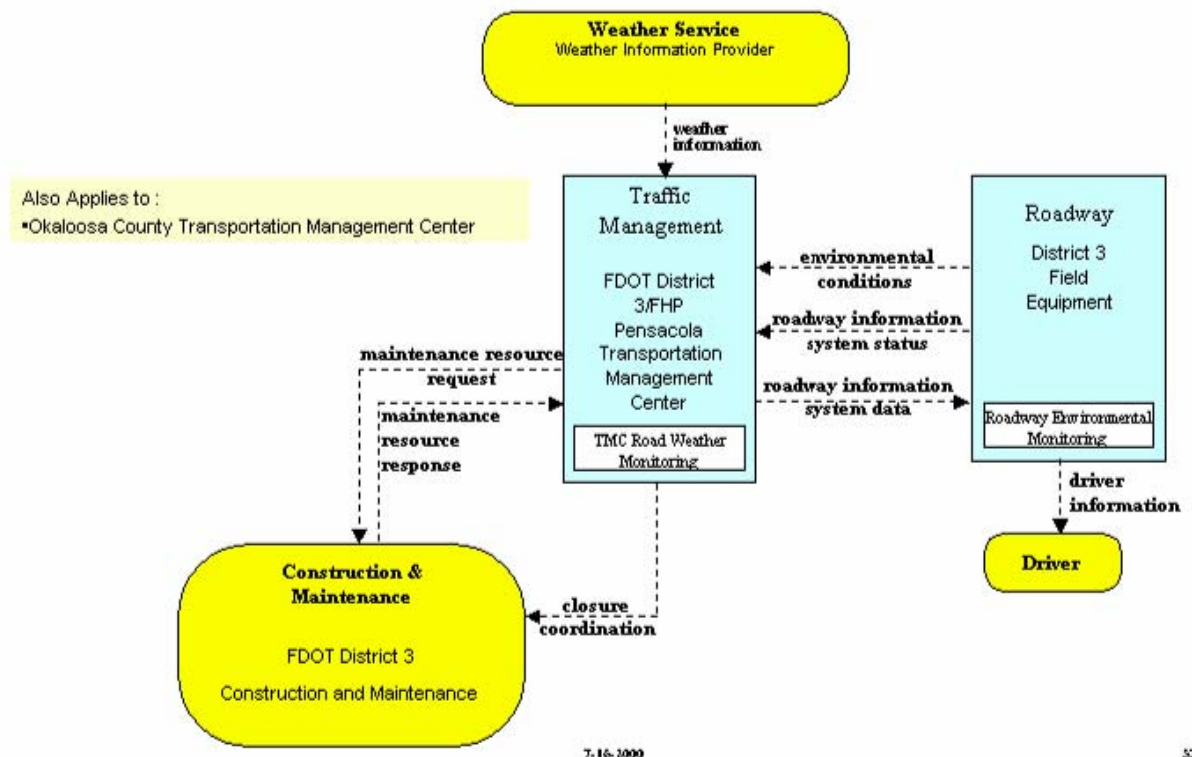 Weather Service
Weather Information Provider
weather
information
Also Applies to :
▪Okaloosa County Transportation Management Center
Traffic
Management
FDOT District
3/FHP
Pensacola
Transportation
Management
Center
TMC Road Weather
Monitoring
Roadway
District 3
Field
Equipment
Roadway Environmental
Monitoring
environmental
conditions
roadway information
system status
roadway information
system data
maintenance resource
request
maintenance
resource
response
driver
information
Driver
Construction &
Maintenance
FDOT District 3
Construction and Maintenance
closure
coordination